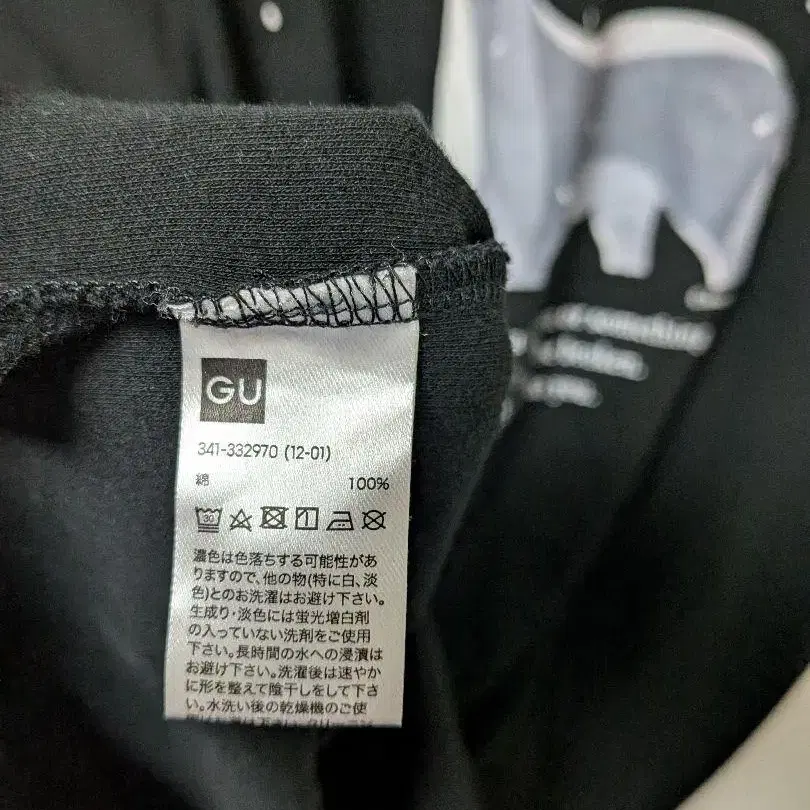 GU
341-332970 (12-01)
綿 100%
30
濃色は色落ちする可能性があ
りますので、他の物(特に白、淡
色)とのお洗濯はお避け下さい。
生成り・淡色には蛍光増白剤
の入っていない洗剤をご使用
下さい。長時間の水への浸漬は
お避け下さい。洗濯後は速やか
に形を整えて陰干しをして下さ
い。水洗い後の乾燥機のご使